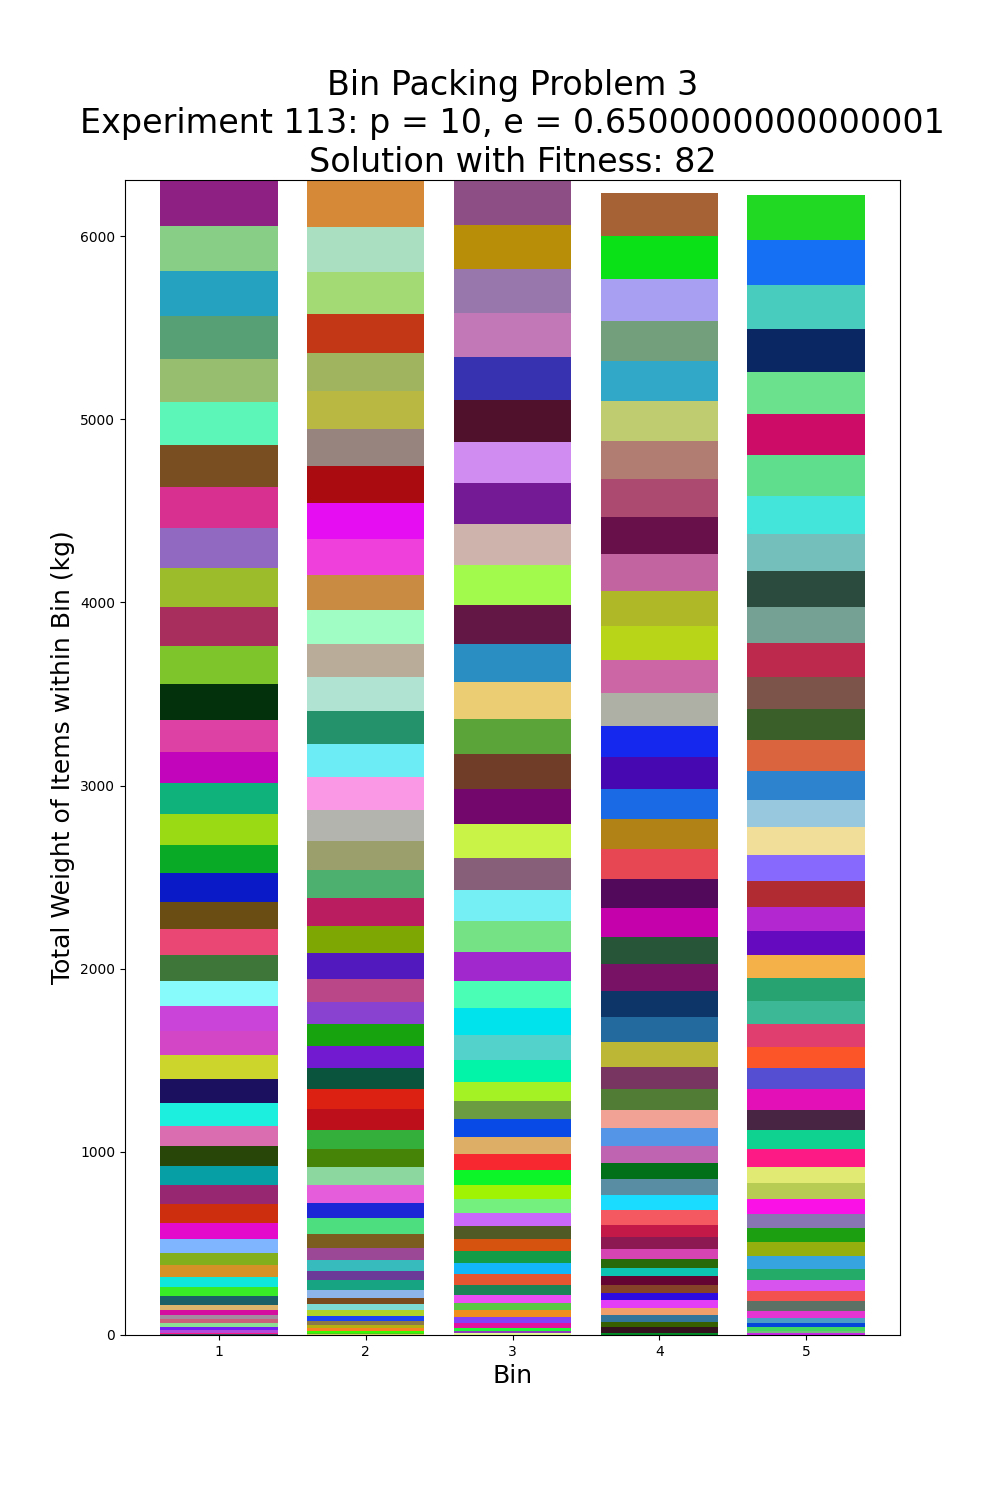 Bin Packing Problem 3
Experiment 113: p = 10, e = 0.6500000000000001
Solution with Fitness: 82
6000
5000
4000
3000
2000
1000
0
Total Weight of Items within Bin (kg)
1 2 3 4 5
Bin